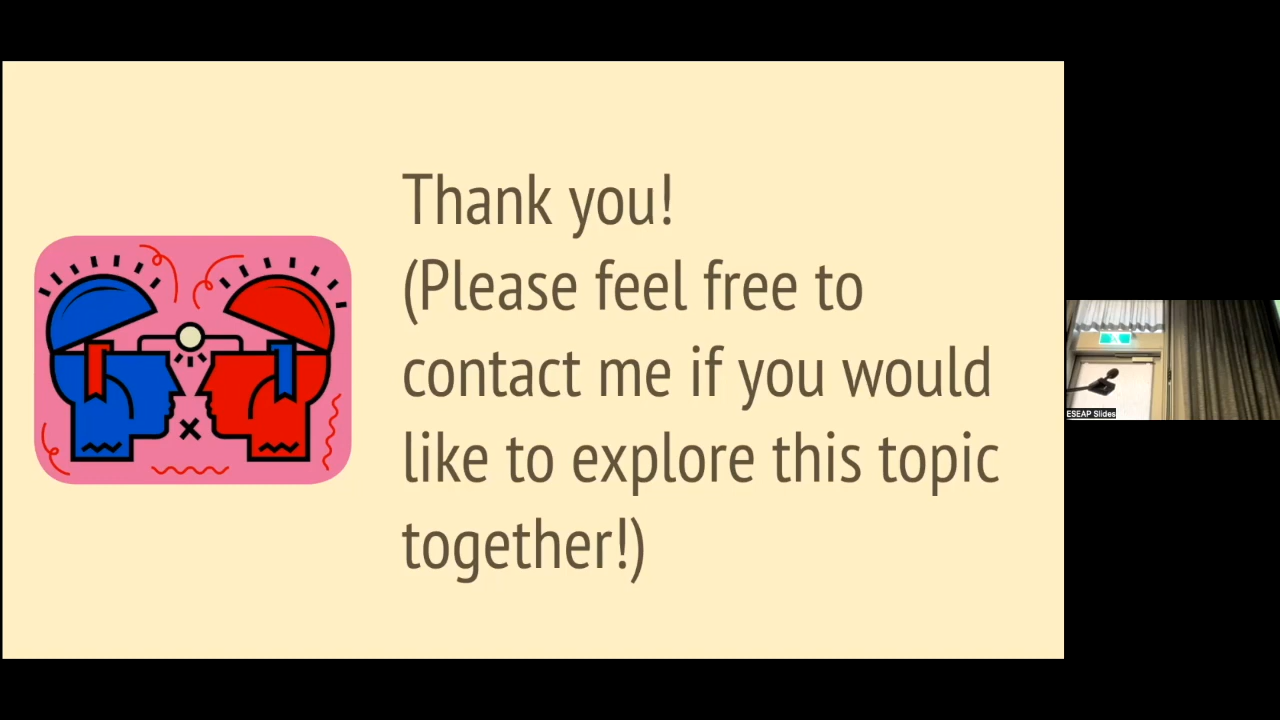 Thank you!
(Please feel free to
contact me if you would
like to explore this topic
together!)
ESEAP Slides